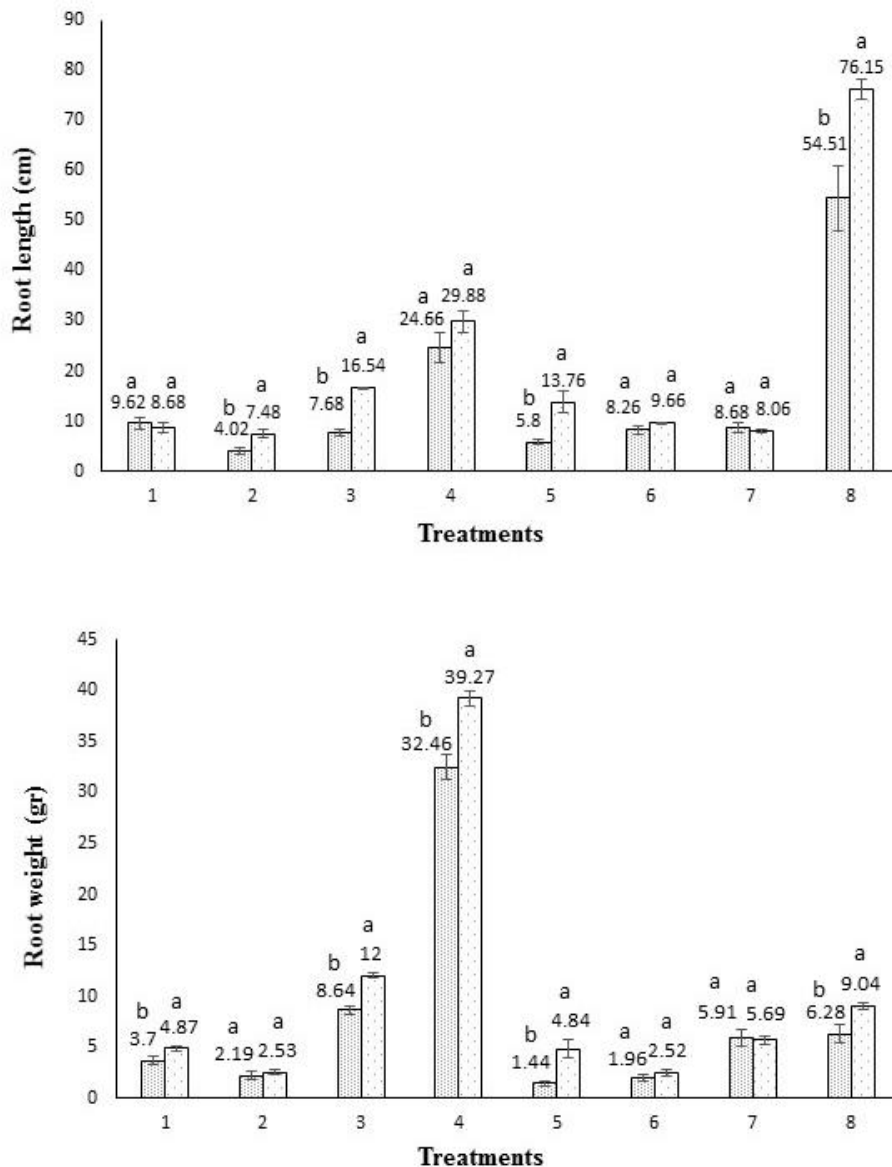 90
80
70
60
50
40
30
20
10
0
Root length (cm)
a a
9.62 8.68
b a
4.02 7.48
b a
7.68 16.54
a a
24.66 29.88
b a
5.8 13.76
a a
8.26 9.66
a a
8.68 8.06
b a
54.51 76.15
1 2 3 4 5 6 7 8
Treatments
45
40
35
30
25
20
15
10
5
0
Root weight (gr)
b a
3.7 4.87
a a
2.19 2.53
b a
8.64 12
b a
32.46 39.27
b a
1.44 4.84
a a
1.96 2.52
a a
5.91 5.69
b a
6.28 9.04
1 2 3 4 5 6 7 8
Treatments